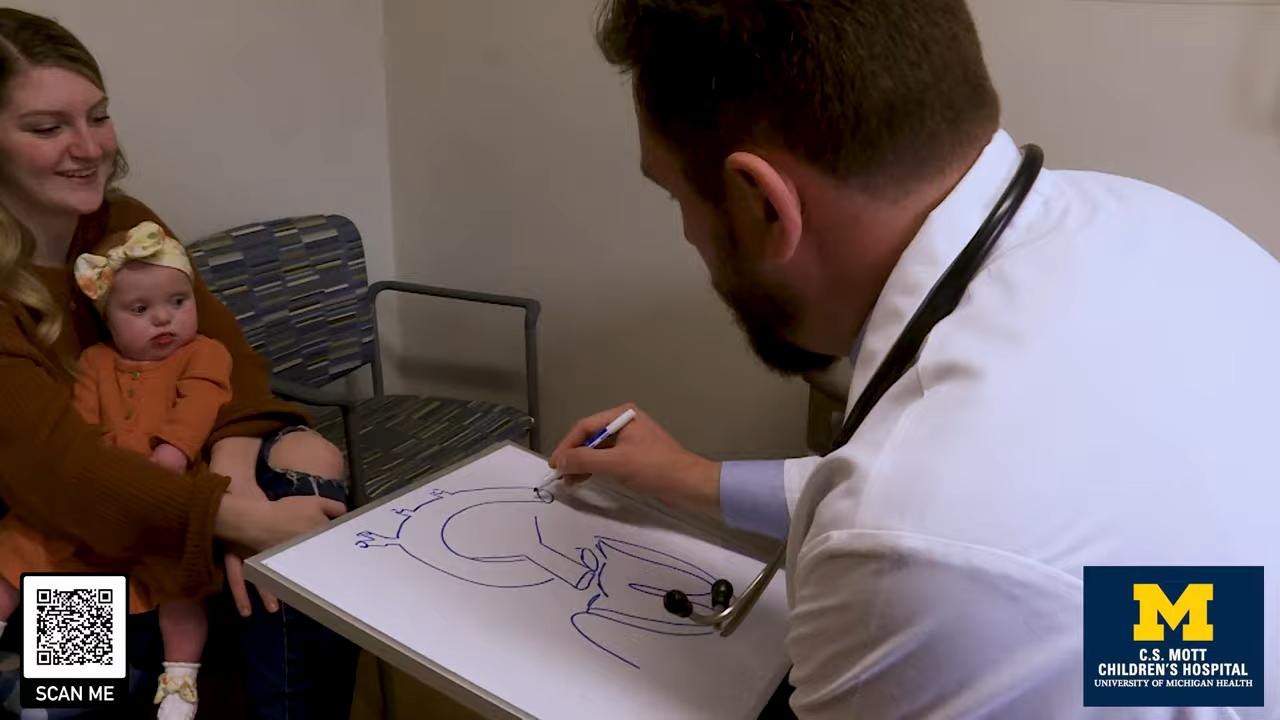 SCAN ME
M
C.S. MOTT
CHILDREN'S HOSPITAL
UNIVERSITY OF MICHIGAN HEALTH